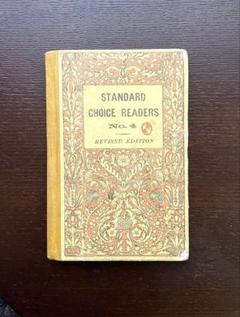 STANDARD
CHOICE READERS
No. 4
REVISED EDITION